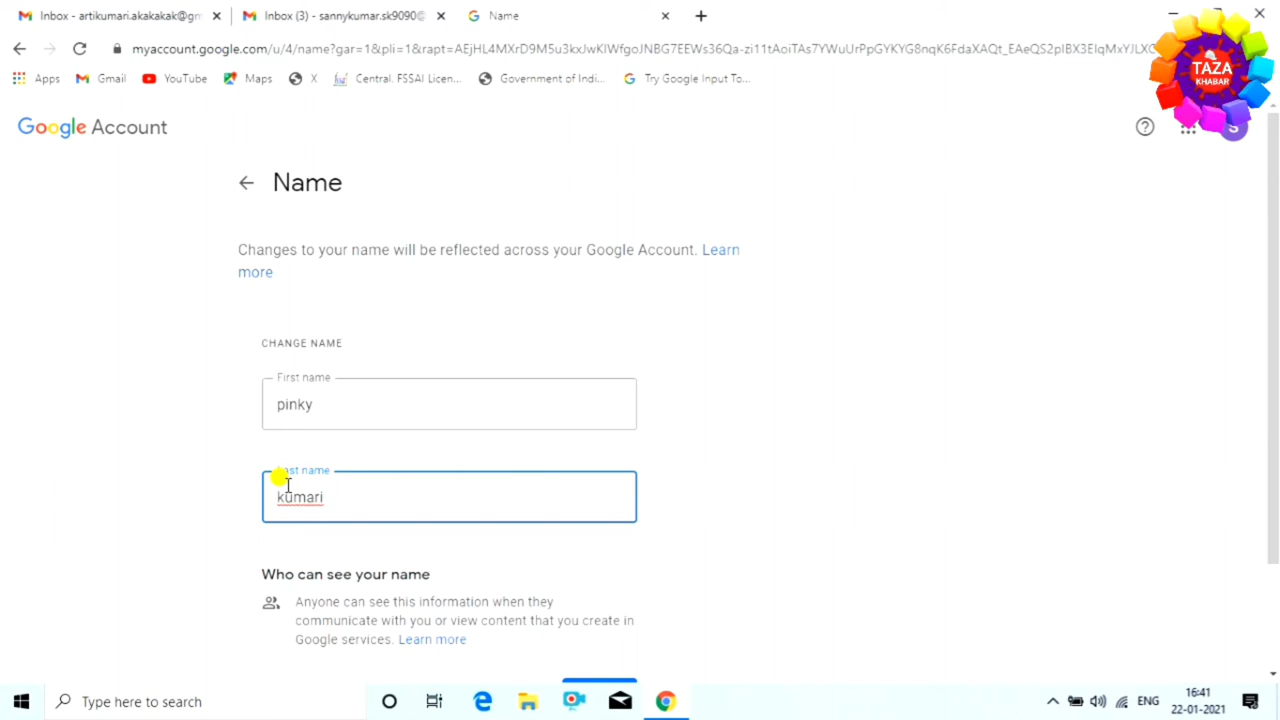 Inbox - artikumari.akakakak@gm
Inbox (3) - sannykumar.sk9090@
Name
myaccount.google.com/u/4/name?gar=1&pli=1&rapt=
Apps
Gmail
YouTube
Maps
X
Central. FSSAI Licen...
Government of Indi...
Try Google Input To...
TAZA
KHABAR
Google Account
S
Name
Changes to your name will be reflected across your Google Account. Learn
more
CHANGE NAME
First name
pinky
Last name
kumari
Who can see your name
Anyone can see this information when they
communicate with you or view content that you create in
Google services. Learn more
Type here to search
ENG
16:41
22-01-2021